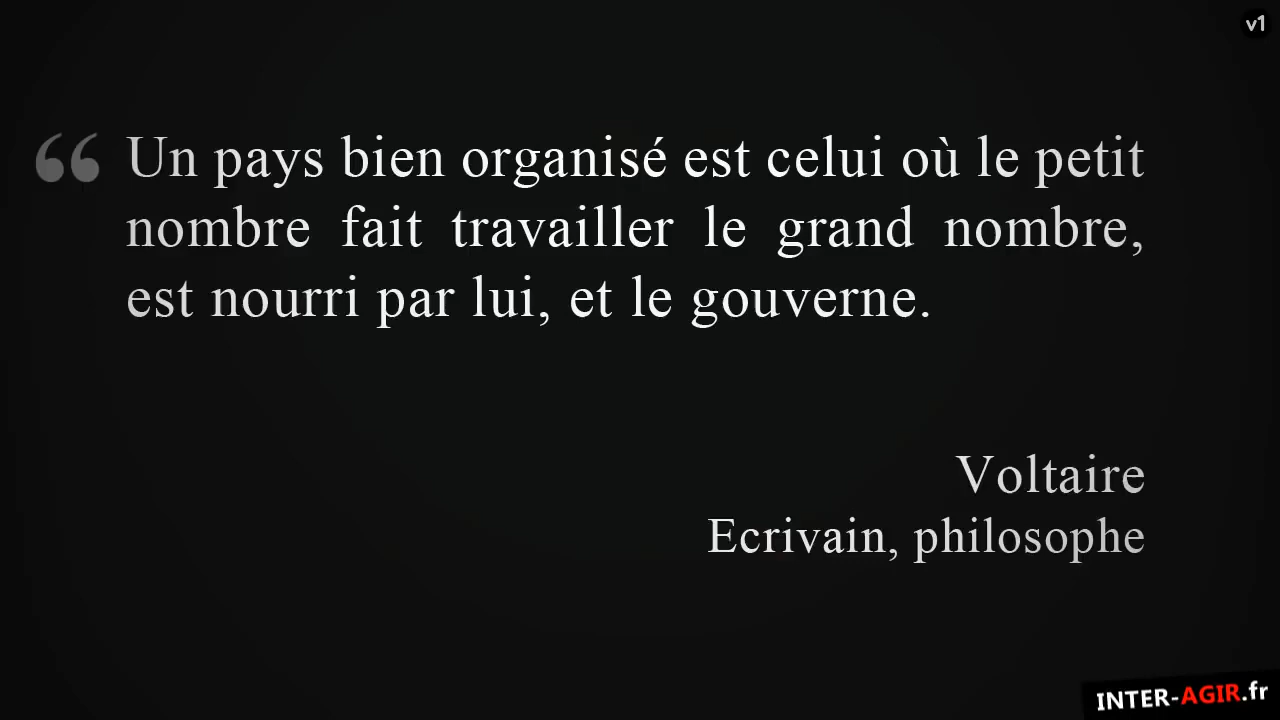 v1
“ Un pays bien organisé est celui où le petit
nombre fait travailler le grand nombre,
est nourri par lui, et le gouverne.
Voltaire
Ecrivain, philosophe
INTER-AGIR.fr